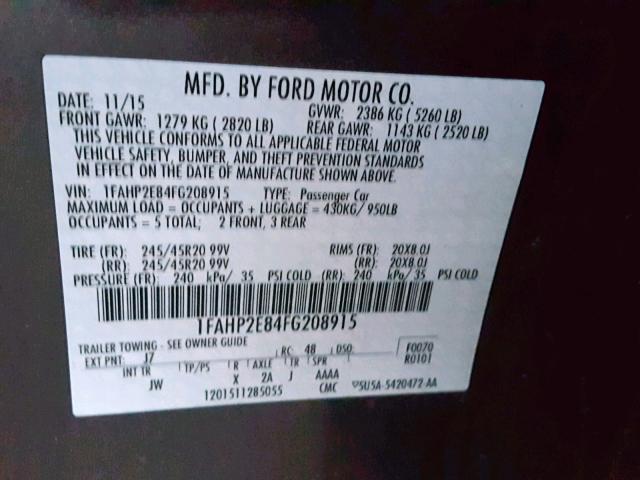 MFD. BY FORD MOTOR CO.
DATE: 11/15 GVWR: 2386 KG ( 5260 LB)
FRONT GAWR: 1279 KG ( 2820 LB) REAR GAWR: 1143 KG ( 2520 LB)
THIS VEHICLE CONFORMS TO ALL APPLICABLE FEDERAL MOTOR
VEHICLE SAFETY, BUMPER, AND THEFT PREVENTION STANDARDS
IN EFFECT ON THE DATE OF MANUFACTURE SHOWN ABOVE.
VIN: 1FAHP2E84FG208915 TYPE: Passenger Car
MAXIMUM LOAD = OCCUPANTS + LUGGAGE = 430KG/ 950LB
OCCUPANTS = 5 TOTAL; 2 FRONT, 3 REAR
TIRE (FR): 245/45R20 99V RIMS (FR): 20X8.0J
(RR): 245/45R20 99V (RR): 20X8.0J
PRESSURE (FR): 240 kPa/ 35 PSI COLD (RR): 240 kPa/ 35 PSI COLD
1FAHP2E84FG208915
TRAILER TOWING - SEE OWNER GUIDE
EXT PNT: J7 RC: 48 DSO: F0070
R0101
INT TR TP/PS R AXLE TR SPR
JW X 2A J AAAA
1201511285055 CMC 5U5A-5420472-AA